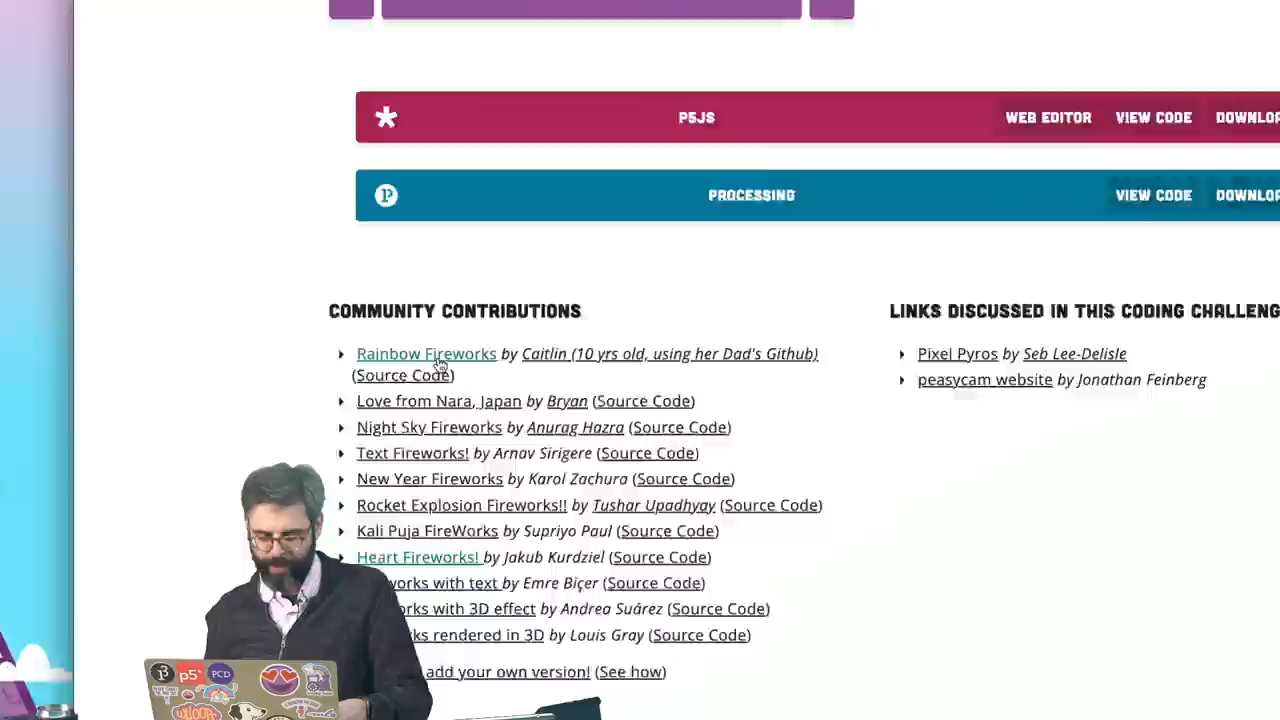 P5JS
WEB EDITOR VIEW CODE
PROCESSING
VIEW CODE
COMMUNITY CONTRIBUTIONS
Rainbow Fireworks by Caitlin (10 yrs old, using her Dad's Github)
(Source Code)
Love from Nara, Japan by Bryan (Source Code)
Night Sky Fireworks by Anurag Hazra (Source Code)
Text Fireworks! by Arnav Sirigere (Source Code)
New Year Fireworks by Karol Zachura (Source Code)
Rocket Explosion Fireworks!! by Tushar Upadhyay (Source Code)
Kali Puja FireWorks by Supriyo Paul (Source Code)
Heart Fireworks! by Jakub Kurdziel (Source Code)
works with text by Emre Biçer (Source Code)
orks with 3D effect by Andrea Suárez (Source Code)
ks rendered in 3D by Louis Gray (Source Code)
add your own version! (See how)
LINKS DISCUSSED IN THIS CODING CHALLENG
Pixel Pyros by Seb Lee-Delisle
peasycam website by Jonathan Feinberg
p5*
PCD
WHOOP